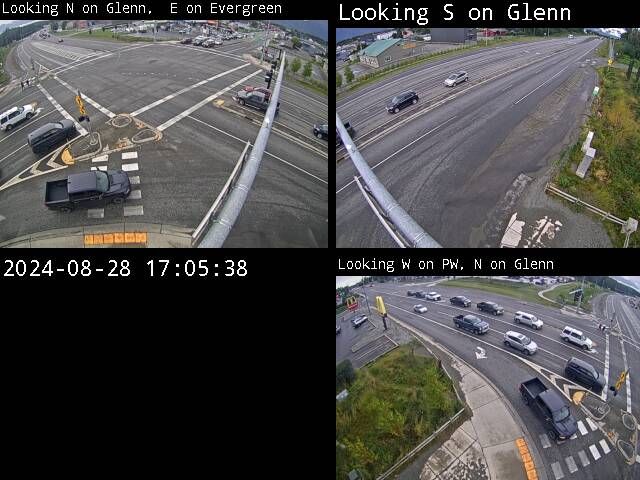 Looking N on Glenn,  E on Evergreen
Looking S on Glenn
2024-08-28 17:05:38
Looking W on PW, N on Glenn